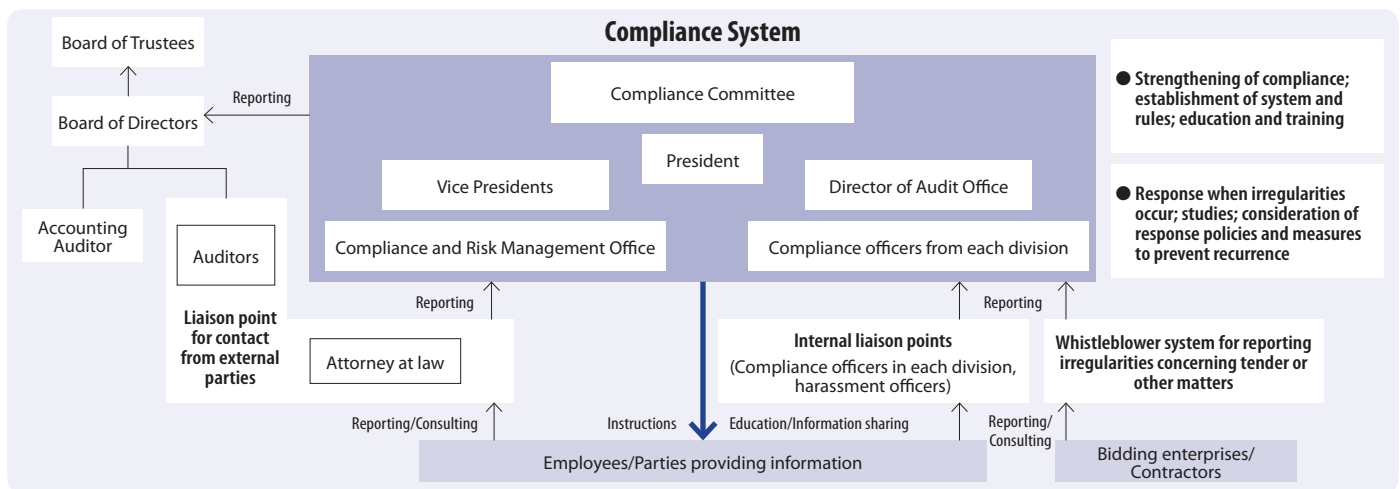 Compliance System
Board of Trustees
Board of Directors
Reporting
Accounting
Auditor
Auditors
Liaison point
for contact
from external
parties
Attorney at law
Compliance Committee
President
Vice Presidents
Director of Audit Office
Compliance and Risk Management Office
Compliance officers from each division
● Strengthening of compliance;
establishment of system and
rules; education and training
● Response when irregularities
occur; studies; consideration of
response policies and measures
to prevent recurrence
Reporting
Reporting
Internal liaison points
(Compliance officers in each division,
harassment officers)
Whistleblower system for reporting
irregularities concerning tender or
other matters
Reporting/Consulting
Instructions
Education/Information sharing
Reporting/
Consulting
Employees/Parties providing information
Bidding enterprises/
Contractors